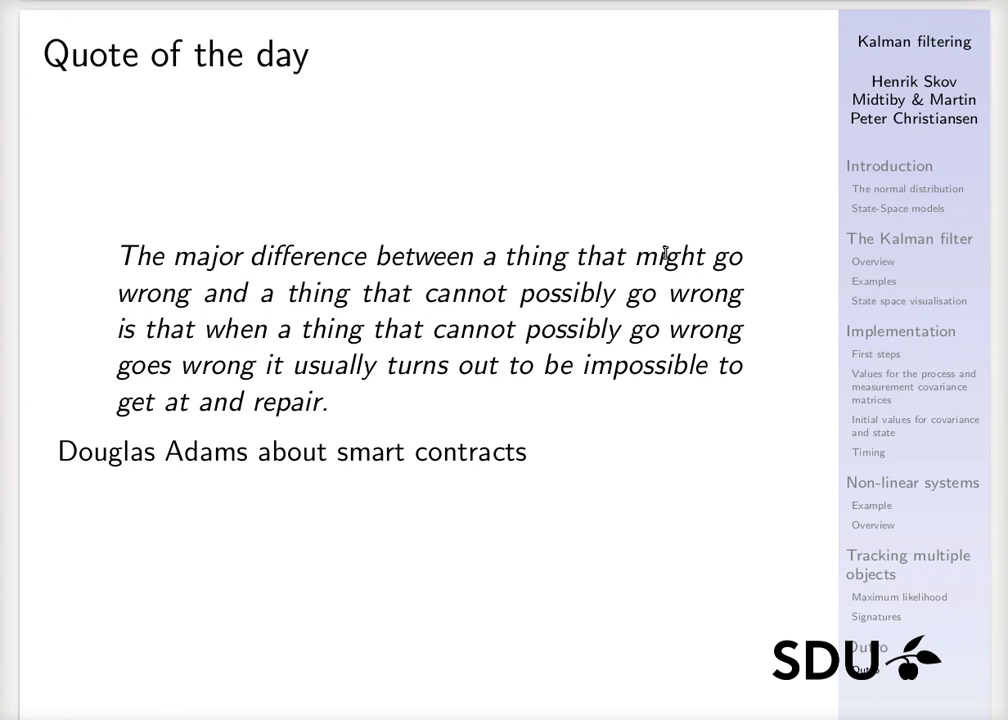 Quote of the day
The major difference between a thing that might go
wrong and a thing that cannot possibly go wrong
is that when a thing that cannot possibly go wrong
goes wrong it usually turns out to be impossible to
get at and repair.
Douglas Adams about smart contracts
Kalman filtering
Henrik Skov
Midtiby & Martin
Peter Christiansen
Introduction
The normal distribution
State-Space models
The Kalman filter
Overview
Examples
State space visualisation
Implementation
First steps
Values for the process and
measurement covariance
matrices
Initial values for covariance
and state
Timing
Non-linear systems
Example
Overview
Tracking multiple
objects
Maximum likelihood
Signatures
Outro
Outro
SDU